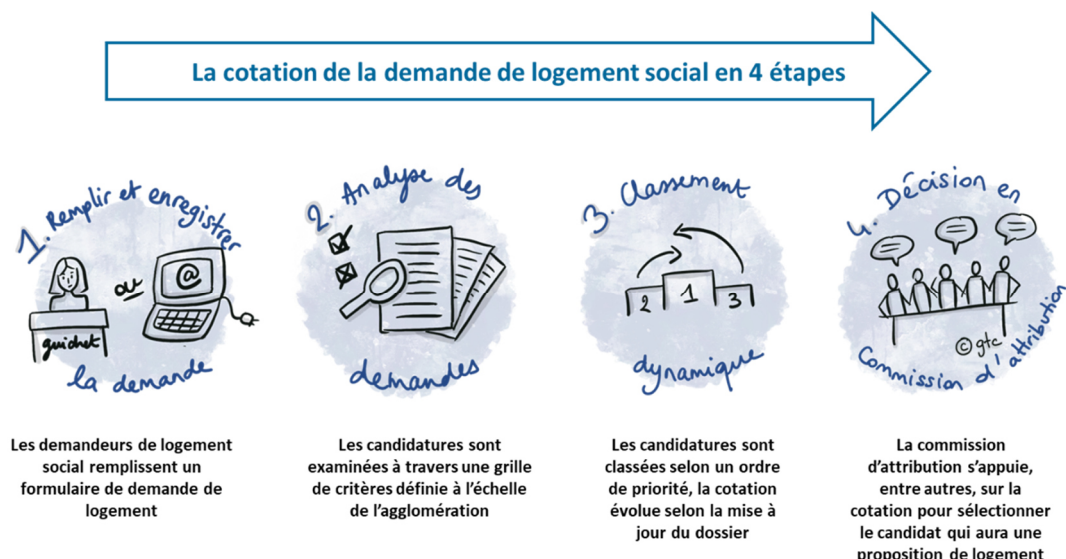 La cotation de la demande de logement social en 4 étapes
1. Remplir et enregistrer
ou
@
guichet
la demande
2. Analyse des
demandes
3. Classement
2 1 3
dynamique
4. Décision en
© gtc
Commission d'attribution
Les demandeurs de logement
social remplissent un
formulaire de demande de
logement
Les candidatures sont
examinées à travers une grille
de critères définie à l'échelle
de l'agglomération
Les candidatures sont
classées selon un ordre
de priorité, la cotation
évolue selon la mise à
jour du dossier
La commission
d'attribution s'appuie,
entre autres, sur la
cotation pour sélectionner
le candidat qui aura une
proposition de logement